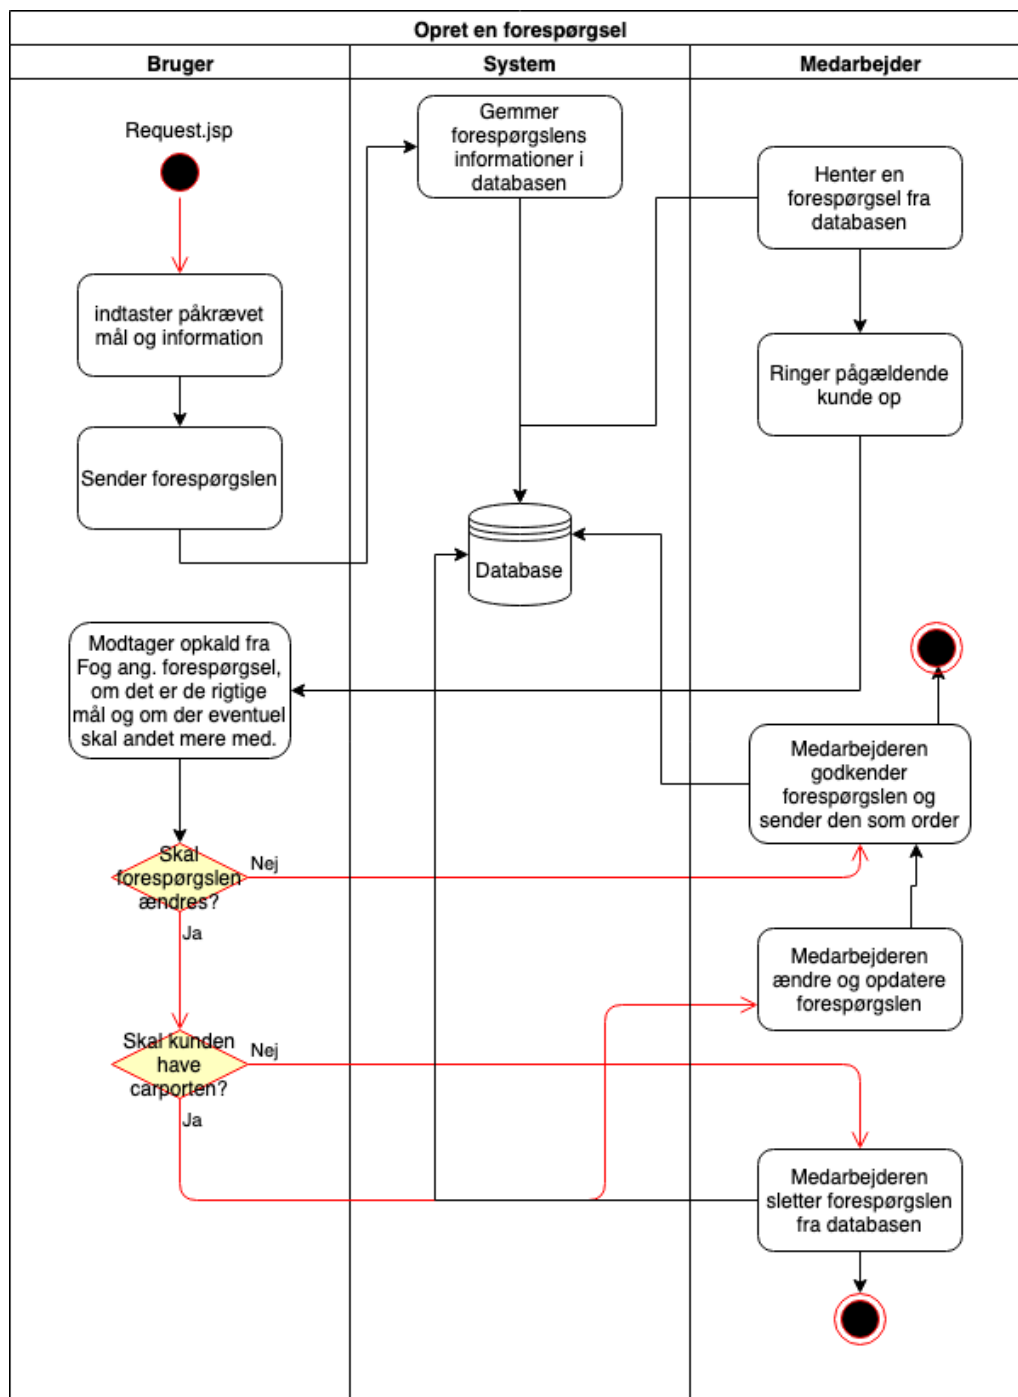 Opret en forespørgsel
Bruger
System
Medarbejder
Request.jsp
indtaster påkrævet
mål og information
Sender forespørgslen
Gemmer
forespørgslens
informationer i
databasen
Henter en
forespørgsel fra
databasen
Ringer pågældende
kunde op
Database
Modtager opkald fra
Fog ang. forespørgsel,
om det er de rigtige
mål og om der eventuel
skal andet mere med.
Medarbejderen
godkender
forespørgslen og
sender den som order
Skal
forespørgslen
ændres?
Nej
Ja
Medarbejderen
ændre og opdatere
forespørgslen
Skal kunden
have
carporten?
Nej
Ja
Medarbejderen
sletter forespørgslen
fra databasen